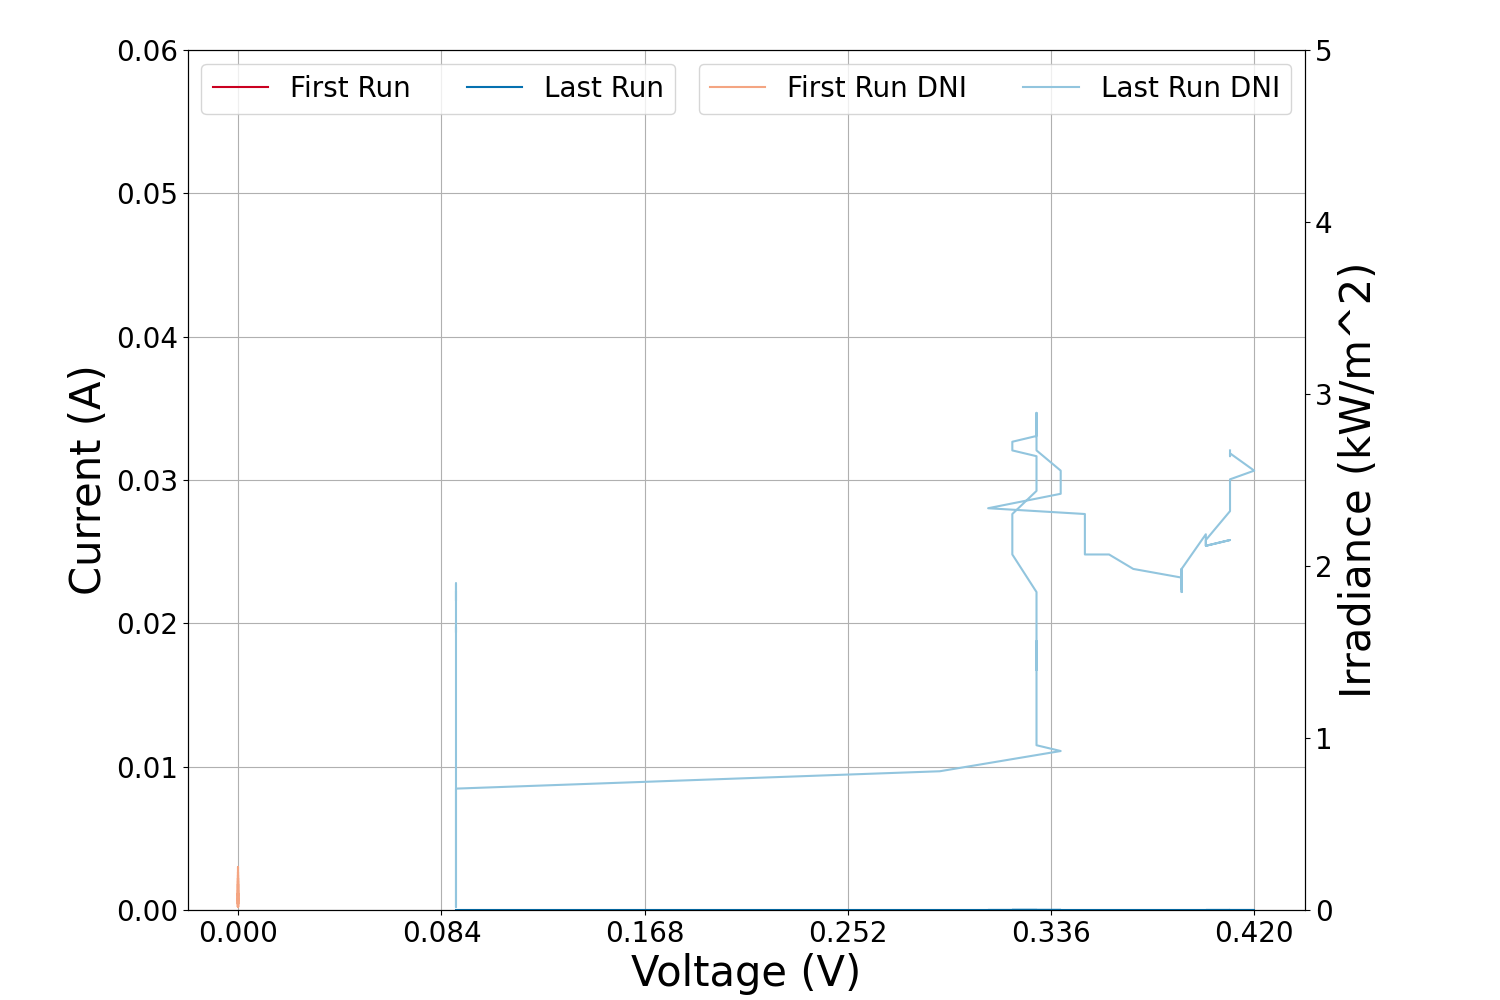 First Run
Last Run
First Run DNI
Last Run DNI
0.06
0.05
0.04
0.03
0.02
0.01
0.00
Current (A)
5
4
3
2
1
0
Irradiance (kW/m^2)
0.000
0.084
0.168
0.252
0.336
0.420
Voltage (V)